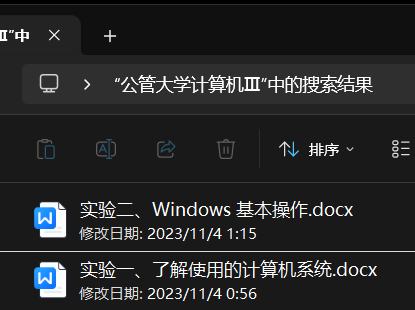 Ⅲ"中
"公管大学计算机Ⅲ"中的搜索结果
排序
实验二、Windows 基本操作.docx
修改日期: 2023/11/4 1:15
实验一、了解使用的计算机系统.docx
修改日期: 2023/11/4 0:56